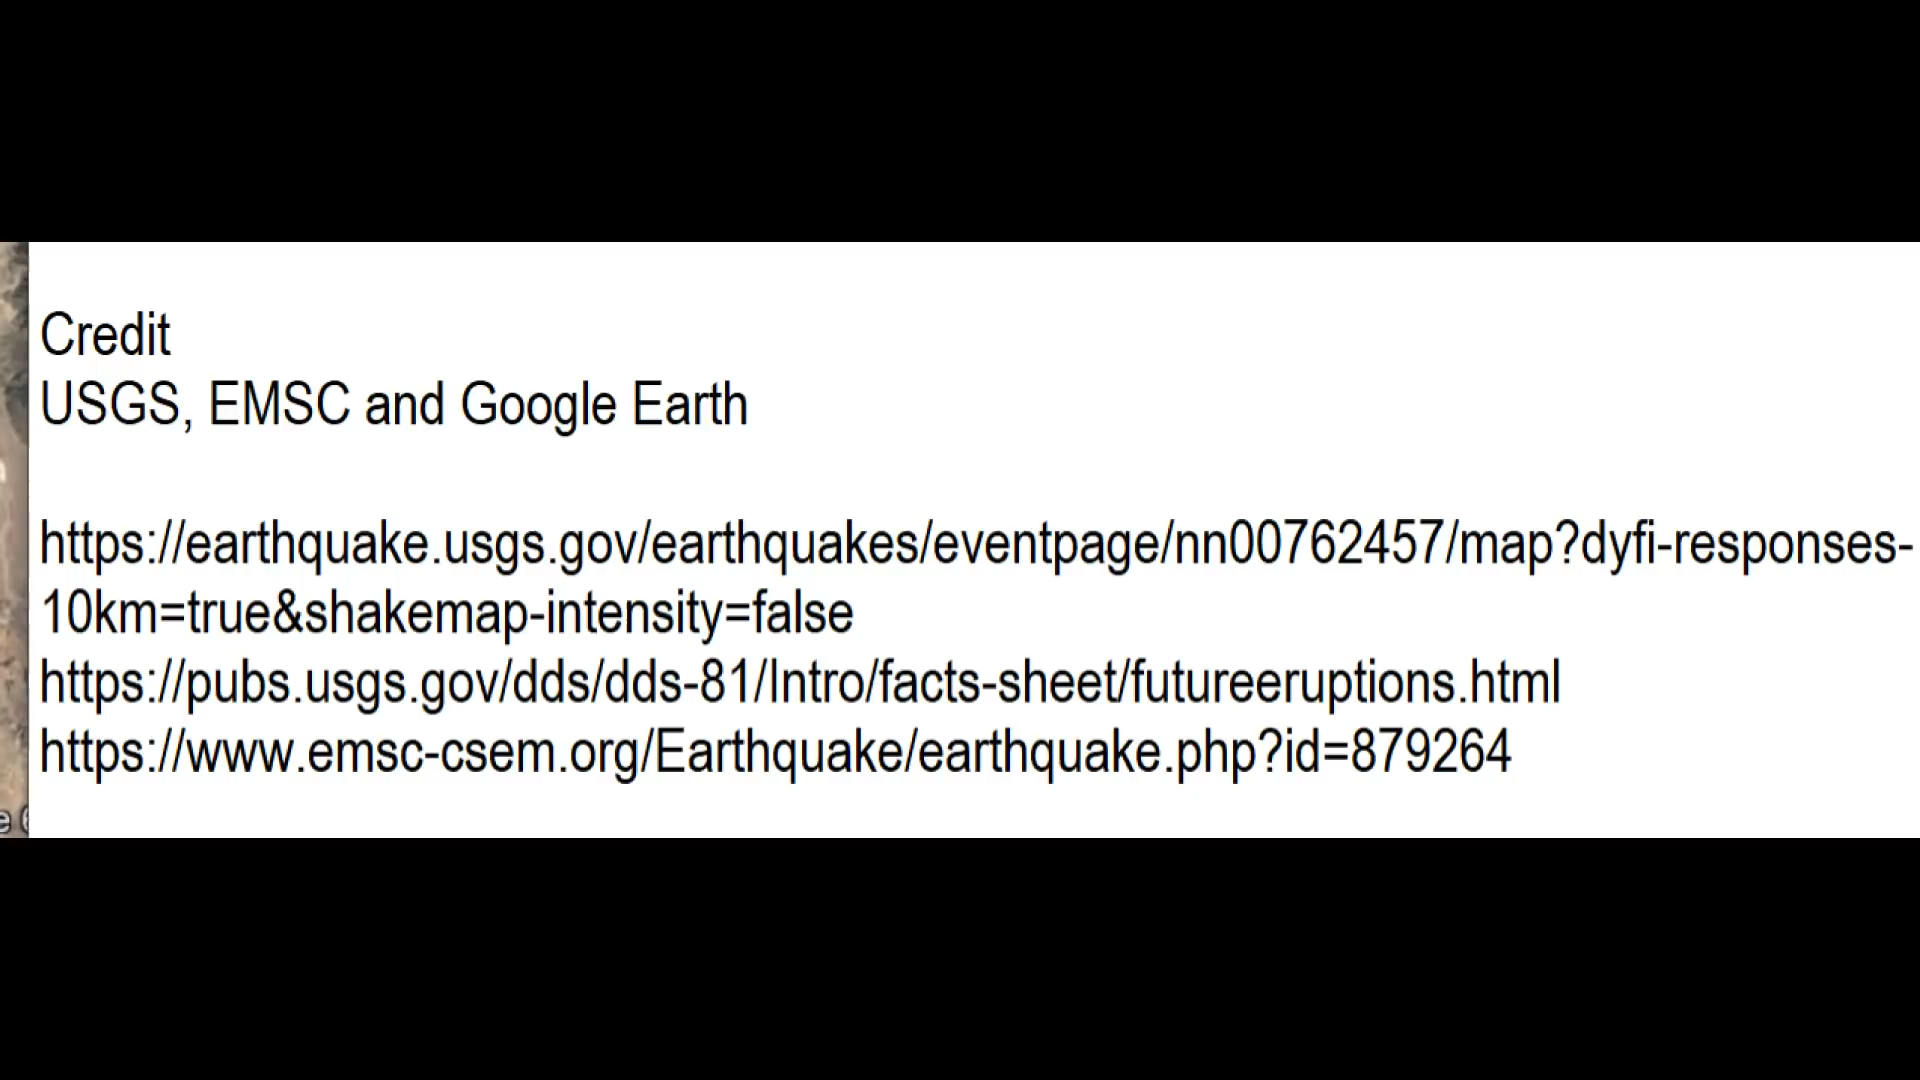 Credit
USGS, EMSC and Google Earth
https://earthquake.usgs.gov/earthquakes/eventpage/nn00762457/map?dyfi-responses-
10km=true&shakemap-intensity=false
https://pubs.usgs.gov/dds/dds-81/Intro/facts-sheet/futureeruptions.html
https://www.emsc-csem.org/Earthquake/earthquake.php?id=879264